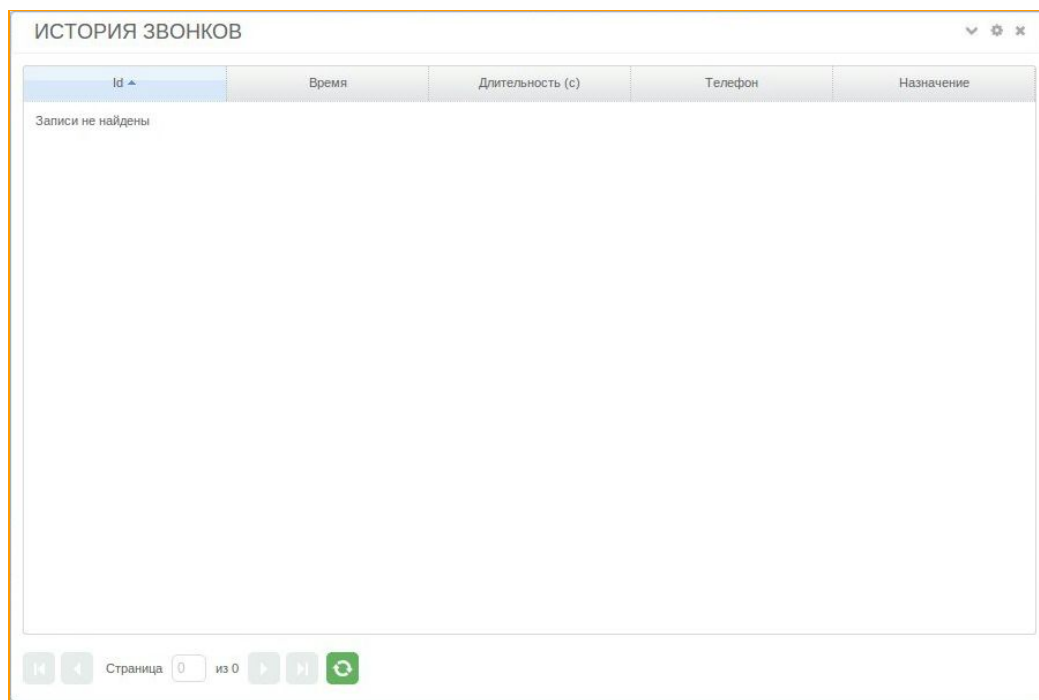 ИСТОРИЯ ЗВОНКОВ
Id Время Длительность (с) Телефон Назначение
Записи не найдены
Страница 0 из 0